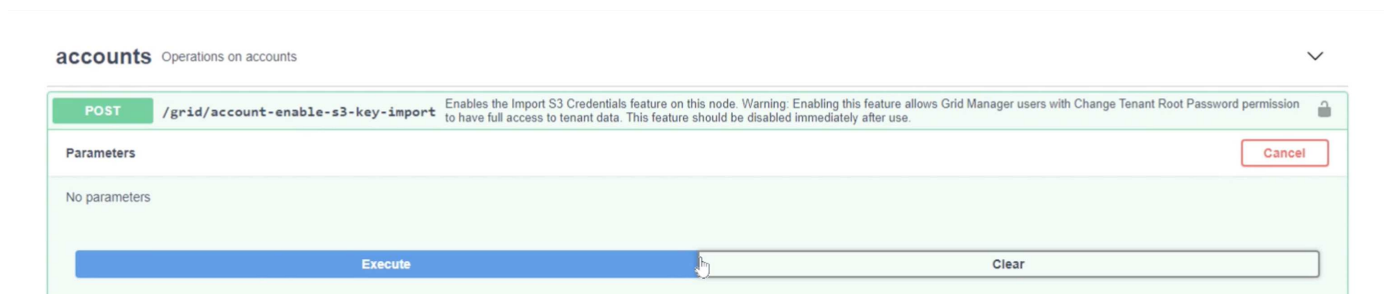 accounts Operations on accounts
POST /grid/account-enable-s3-key-import Enables the Import S3 Credentials feature on this node. Warning: Enabling this feature allows Grid Manager users with Change Tenant Root Password permission
to have full access to tenant data. This feature should be disabled immediately after use.
Parameters Cancel
No parameters
Execute Clear